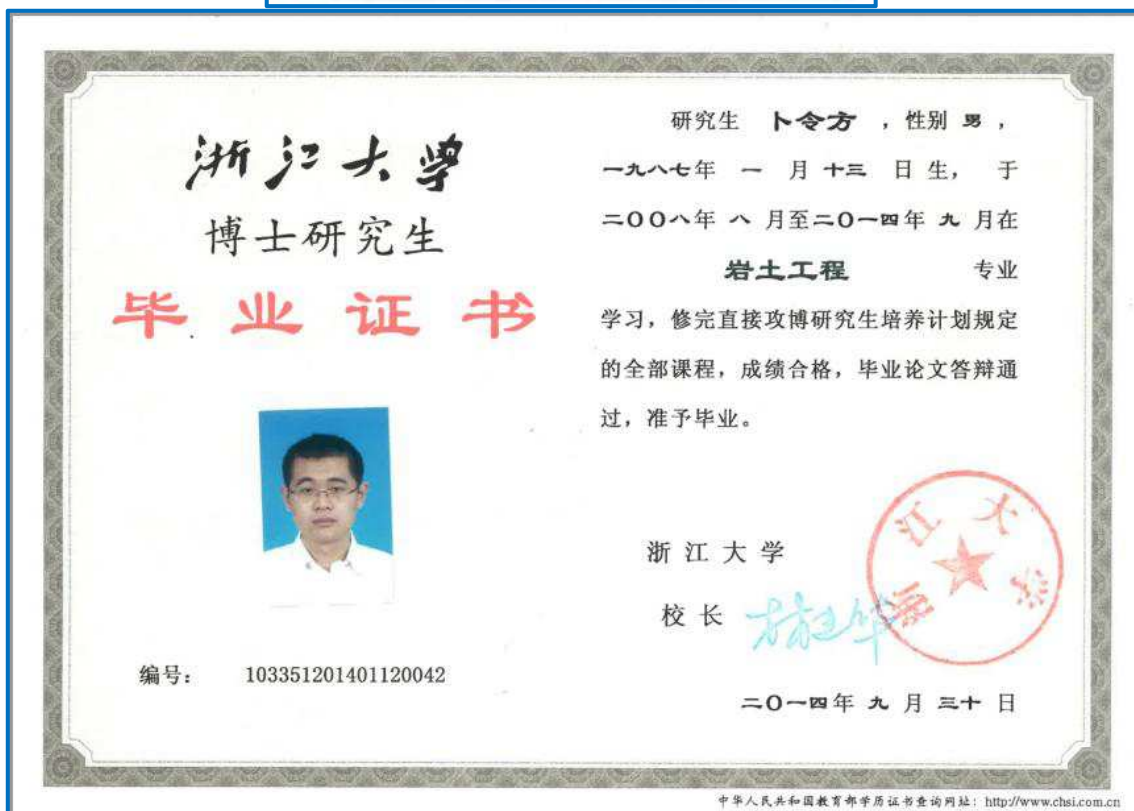 浙江大学
博士研究生
毕业证书
编号： 103351201401120042
研究生 卜令方 ，性别 男 ，
一九八七年 一 月 十三 日 生， 于
二〇〇八年 八 月至二〇一四年 九 月在
岩土工程 专业
学习，修完直接攻博研究生培养计划规定
的全部课程，成绩合格，毕业论文答辩通
过，准予毕业。
浙 江 大 学
校 长
二〇一四年 九 月 三十 日
中华人民共和国教育部学历证书查询网址：http://www.chsi.com.cn